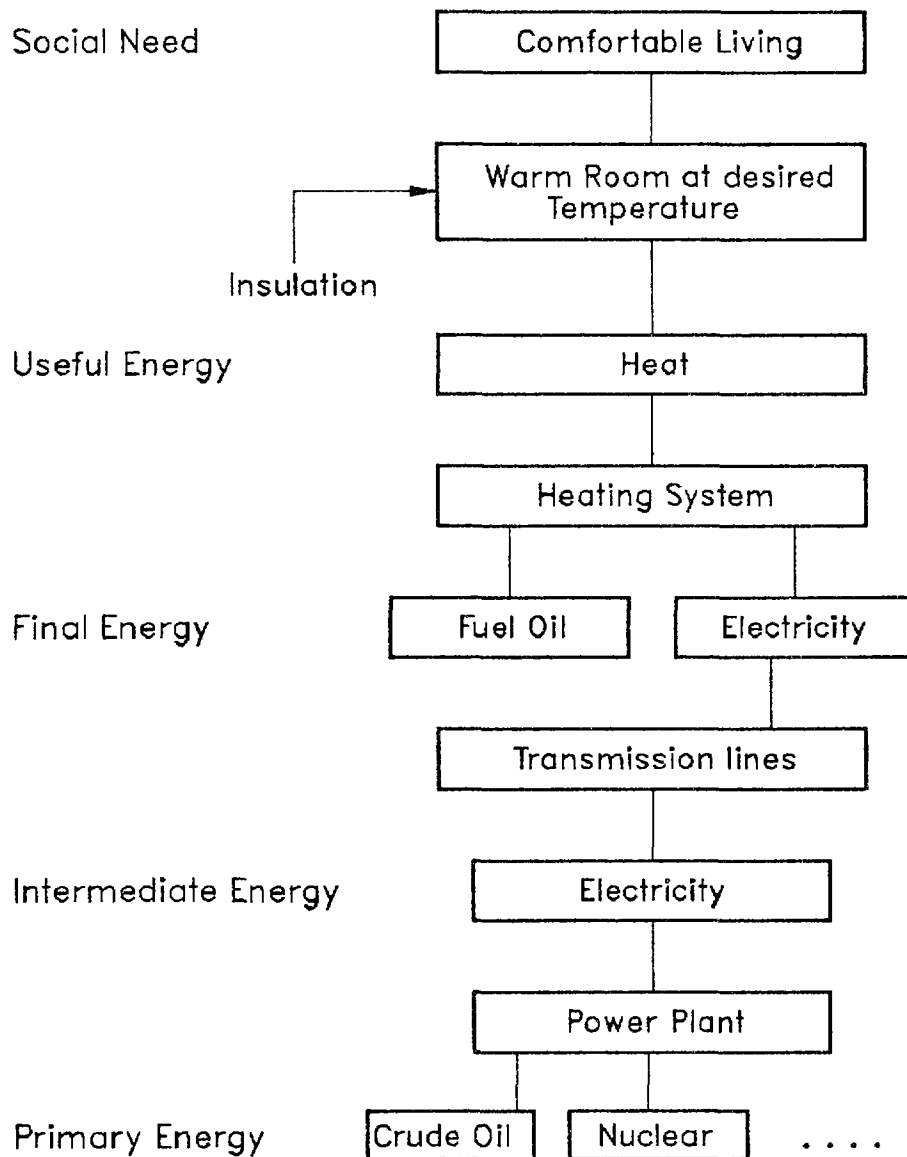 Social Need
Comfortable Living
Warm Room at desired
Temperature
Insulation
Useful Energy
Heat
Heating System
Final Energy
Fuel Oil
Electricity
Transmission lines
Intermediate Energy
Electricity
Power Plant
Primary Energy
Crude Oil
Nuclear
. . . .